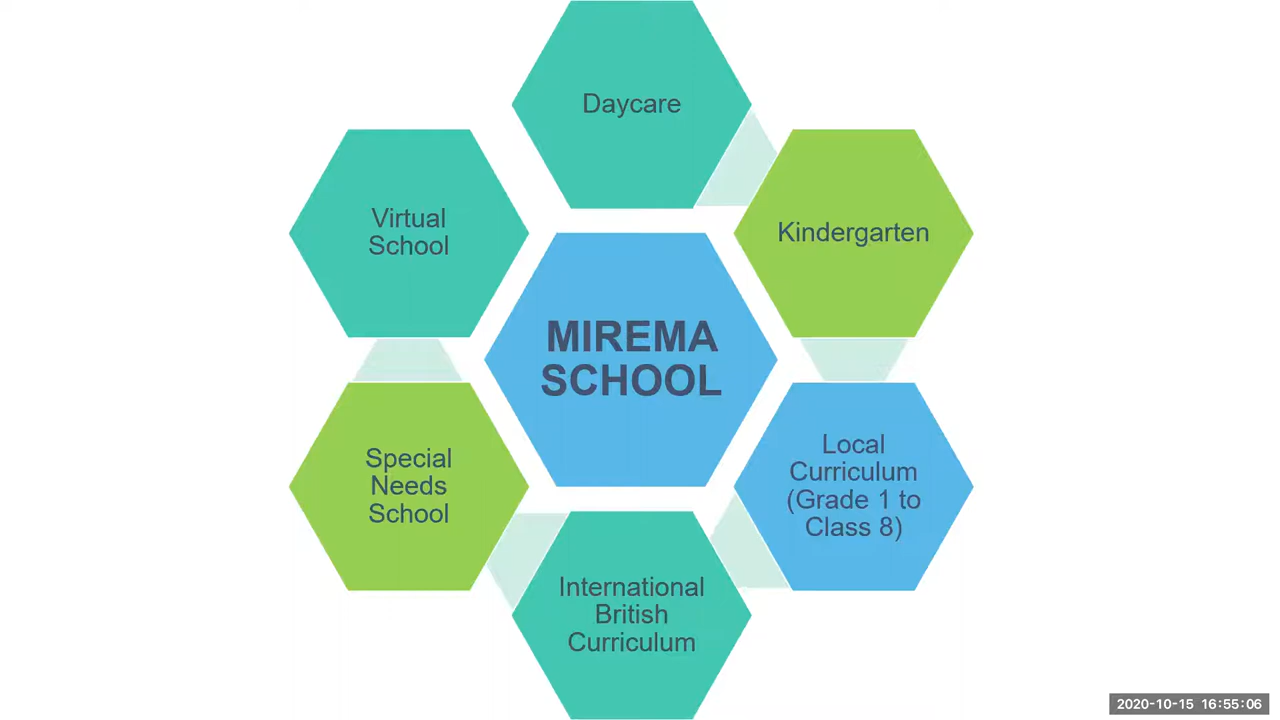 Daycare
Kindergarten
Virtual
School
MIREMA
SCHOOL
Local
Curriculum
(Grade 1 to
Class 8)
Special
Needs
School
International
British
Curriculum
2020-10-15 16:55:06